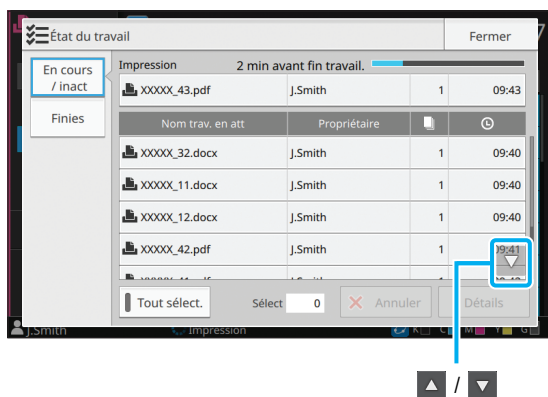 État du travail
Fermer
En cours / inact
Finies
Impression 2 min avant fin travail.
XXXXX_43.pdf J.Smith 1 09:43
Nom trav. en att Propriétaire
XXXXX_32.docx J.Smith 1 09:40
XXXXX_11.docx J.Smith 1 09:40
XXXXX_12.docx J.Smith 1 09:40
XXXXX_42.pdf J.Smith 1 09:41
Tout sélect. Sélect 0 Annuler Détails
J.Smith Impression K C M Y G
/